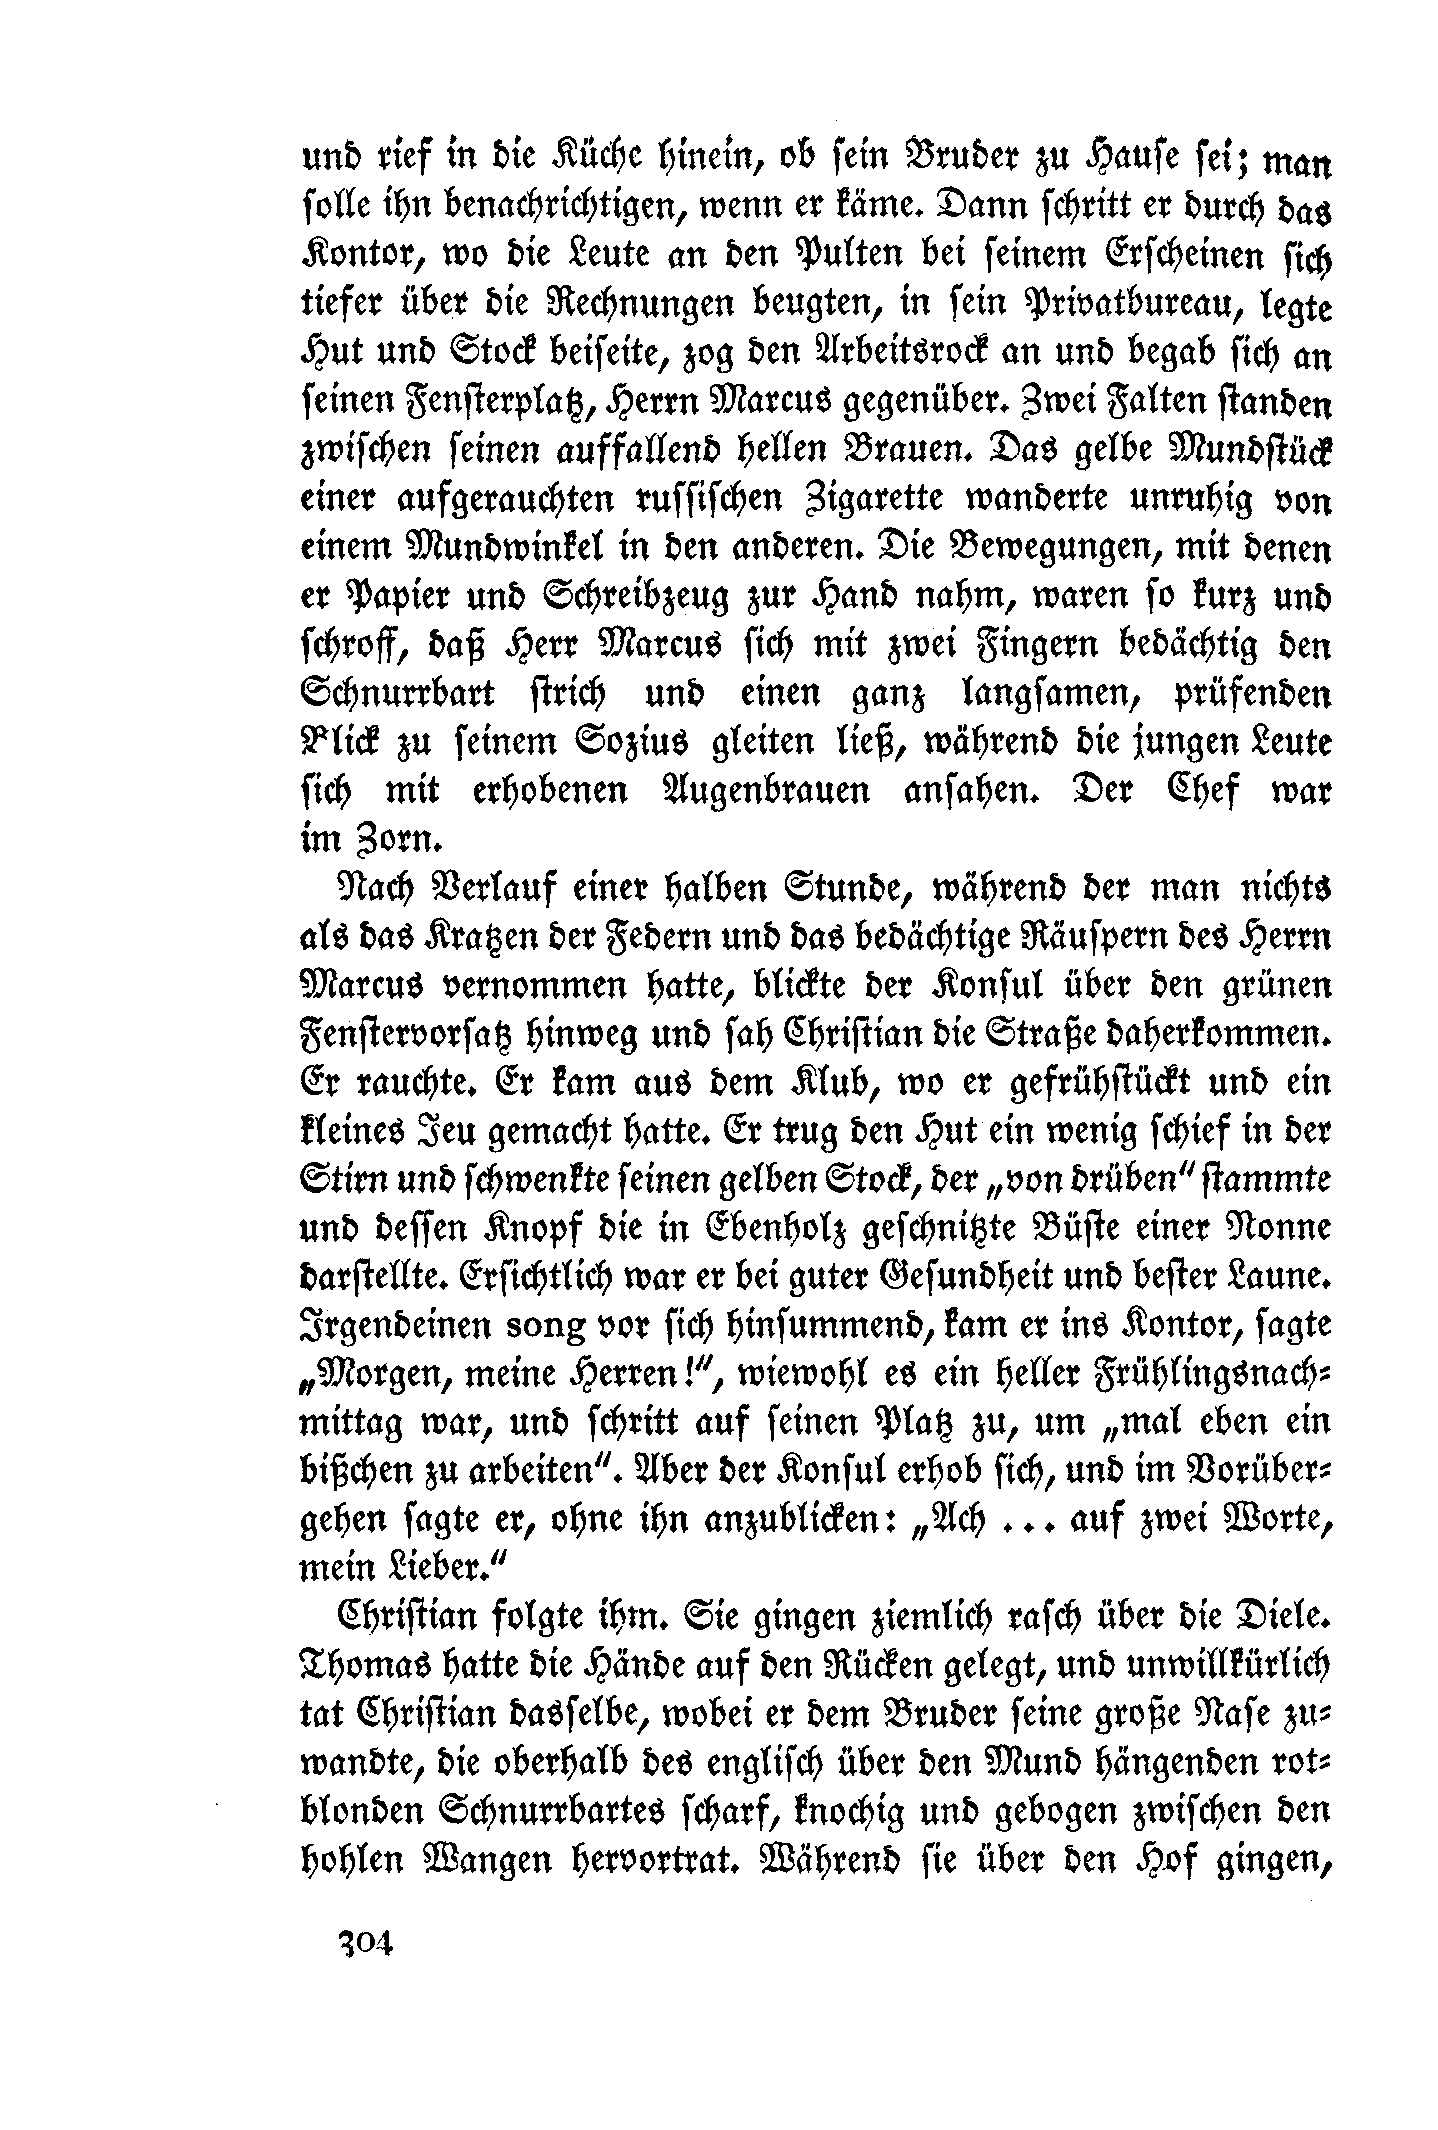 und rief in die Küche hinein, ob sein Bruder zu Hause sei; man
solle ihn benachrichtigen, wenn er käme. Dann schritt er durch das
Kontor, wo die Leute an den Pulten bei seinem Erscheinen sich
tiefer über die Rechnungen beugten, in sein Privatbureau, legte
Hut und Stock beiseite, zog den Arbeitsrock an und begab sich an
seinen Fensterplatz, Herrn Marcus gegenüber. Zwei Falten standen
zwischen seinen auffallend hellen Brauen. Das gelbe Mundstück
einer aufgerauchten russischen Zigarette wanderte unruhig von
einem Mundwinkel in den anderen. Die Bewegungen, mit denen
er Papier und Schreibzeug zur Hand nahm, waren so kurz und
schroff, daß Herr Marcus sich mit zwei Fingern bedächtig den
Schnurrbart strich und einen ganz langsamen, prüfenden
Blick zu seinem Sozius gleiten ließ, während die jungen Leute
sich mit erhobenen Augenbrauen ansahen. Der Chef war
im Zorn.
Nach Verlauf einer halben Stunde, während der man nichts
als das Kratzen der Federn und das bedächtige Räuspern des Herrn
Marcus vernommen hatte, blickte der Konsul über den grünen
Fenstervorsatz hinweg und sah Christian die Straße daherkommen.
Er rauchte. Er kam aus dem Klub, wo er gefrühstückt und ein
kleines Jeu gemacht hatte. Er trug den Hut ein wenig schief in der
Stirn und schwenkte seinen gelben Stock, der „von drüben“ stammte
und dessen Knopf die in Ebenholz geschnitzte Büste einer Nonne
darstellte. Ersichtlich war er bei guter Gesundheit und bester Laune.
Irgendeinen song vor sich hinsummend, kam er ins Kontor, sagte
„Morgen, meine Herren!“, wiewohl es ein heller Frühlingsnach-
mittag war, und schritt auf seinen Platz zu, um „mal eben ein
bißchen zu arbeiten“. Aber der Konsul erhob sich, und im Vorüber-
gehen sagte er, ohne ihn anzublicken: „Ach ... auf zwei Worte,
mein Lieber.“
Christian folgte ihm. Sie gingen ziemlich rasch über die Diele.
Thomas hatte die Hände auf den Rücken gelegt, und unwillkürlich
tat Christian dasselbe, wobei er dem Bruder seine große Nase zu-
wandte, die oberhalb des englisch über den Mund hängenden rot-
blonden Schnurrbartes scharf, knochig und gebogen zwischen den
hohlen Wangen hervortrat. Während sie über den Hof gingen,
304